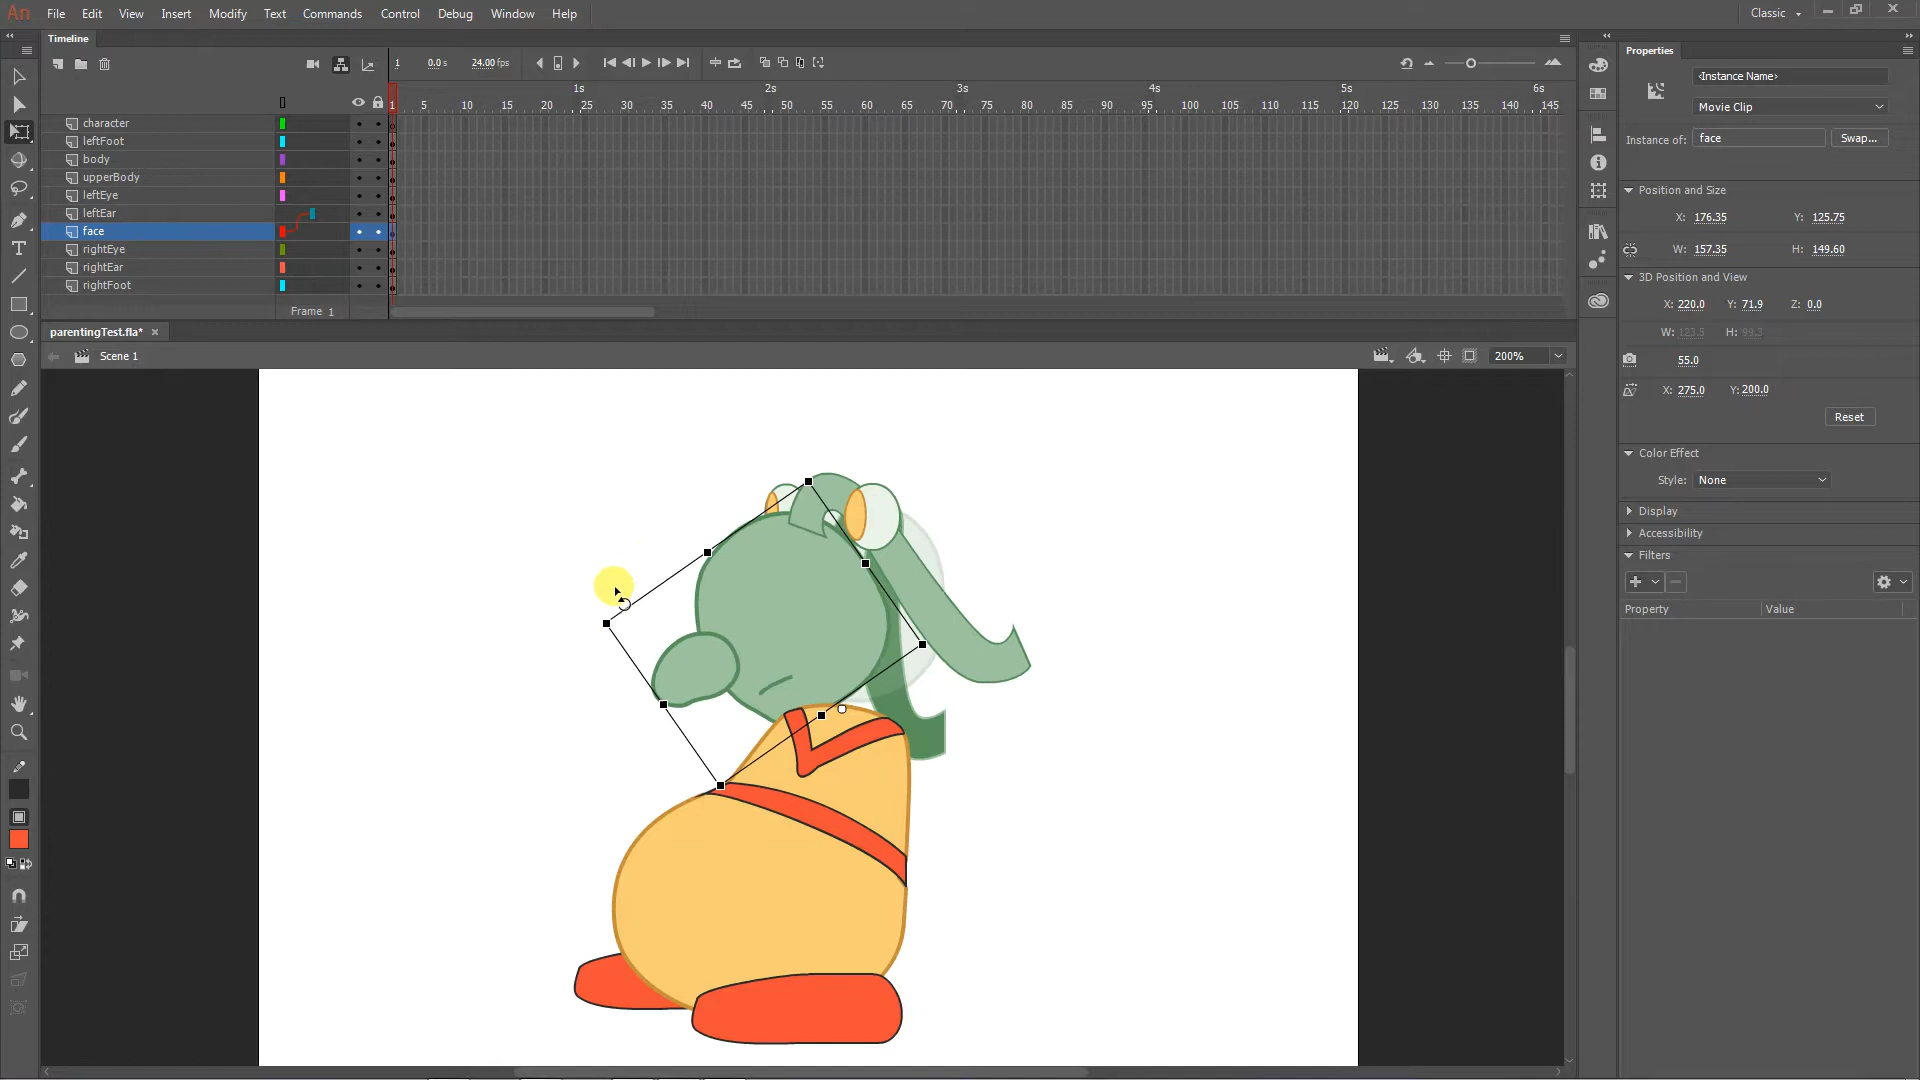 An File Edit View Insert Modify Text Commands Control Debug Window Help Classic
Timeline
Properties
1 0.0 s 24.00 fps
<Instance Name>
Movie Clip
1s 2s 3s 4s 5s 6s
1 5 10 15 20 25 30 35 40 45 50 55 60 65 70 75 80 85 90 95 100 105 110 115 120 125 130 135 140 145
Instance of: face Swap...
character
leftFoot
body
upperBody
leftEye
leftEar
face
rightEye
rightEar
rightFoot
Frame 1
Position and Size
X: 176.35 Y: 125.75
W: 157.35 H: 149.60
3D Position and View
X: 220.0 Y: 71.9 Z: 0.0
W: 123.5 H: 99.3
55.0
X: 275.0 Y: 200.0
Reset
parentingTest.fla* ×
Scene 1
200%
Color Effect
Style: None
Display
Accessibility
Filters
Property Value